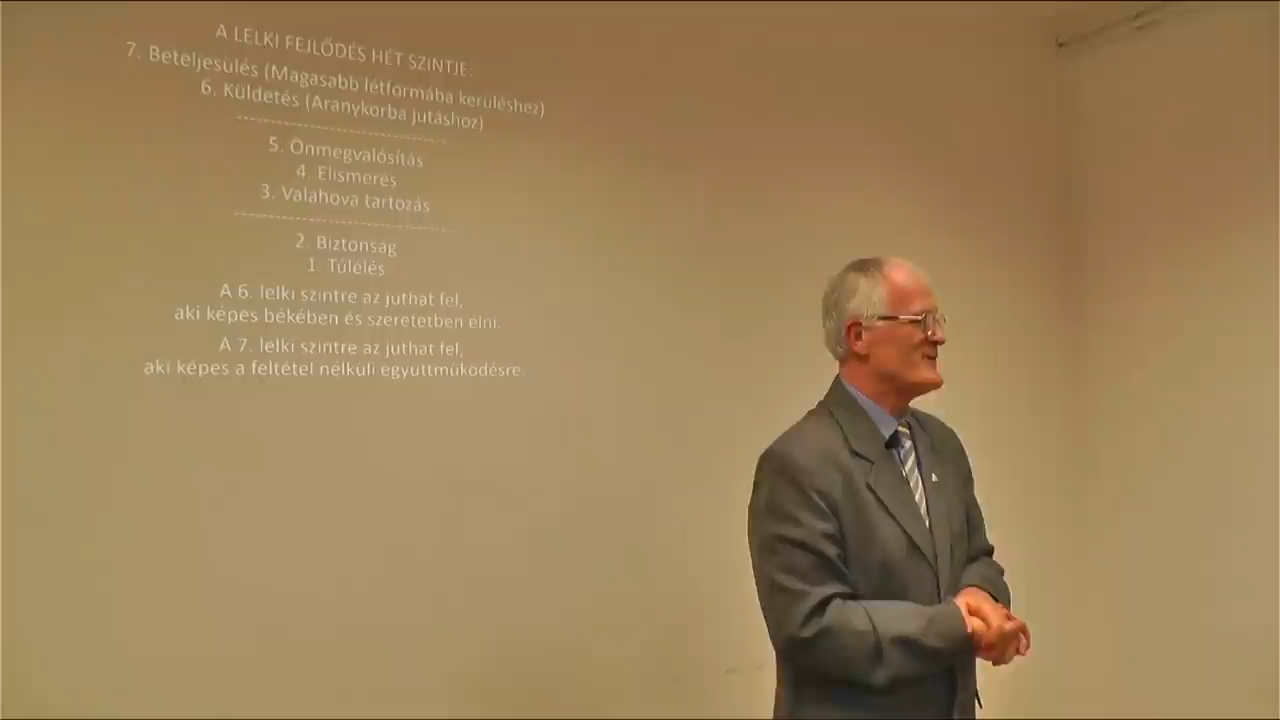 A LELKI FEJLŐDÉS HÉT SZINTJE:
7. Beteljesülés (Magasabb létformába kerüléshez)
6. Küldetés (Aranykorba jutáshoz)
--------------------------------
5. Önmegvalósítás
4. Elismerés
3. Valahova tartozás
--------------------------------
2. Biztonság
1. Túlélés
A 6. lelki szintre az juthat fel,
aki képes békében és szeretetben élni.
A 7. lelki szintre az juthat fel,
aki képes a feltétel nélküli együttműködésre.